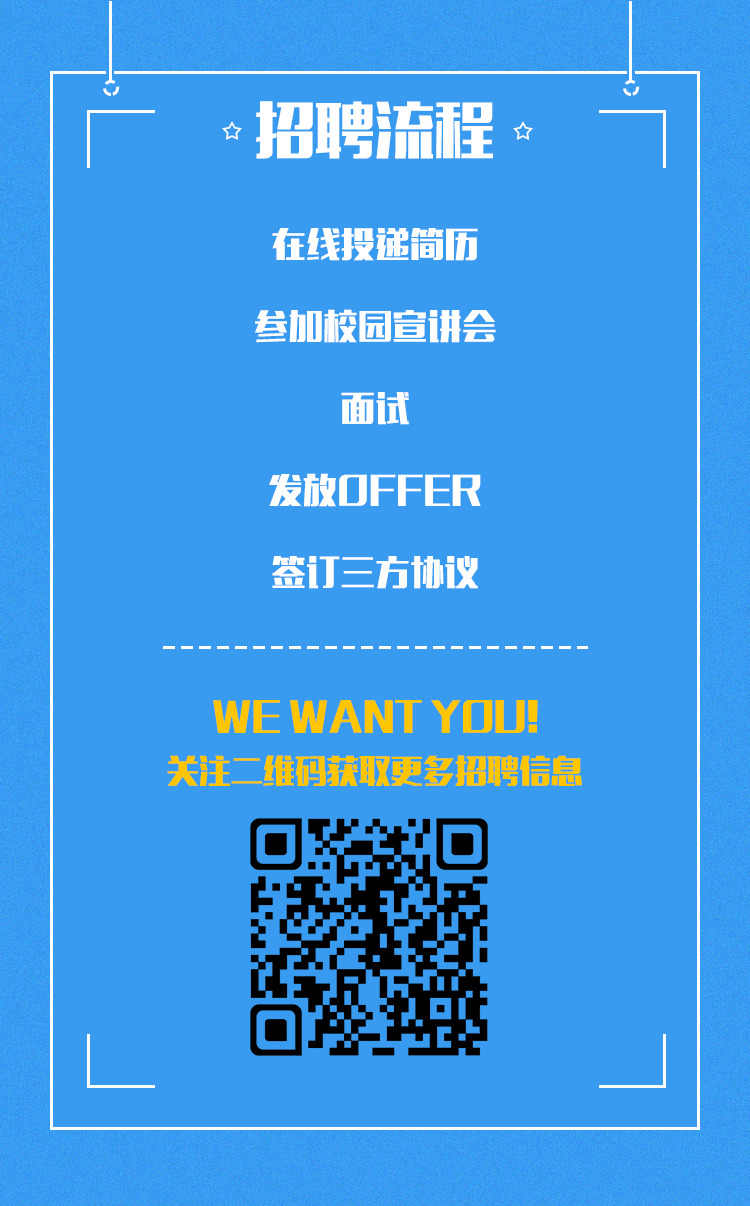 招聘流程
在线投递简历
参加校园宣讲会
面试
发放OFFER
签订三方协议
WE WANT YOU!
关注二维码获取更多招聘信息